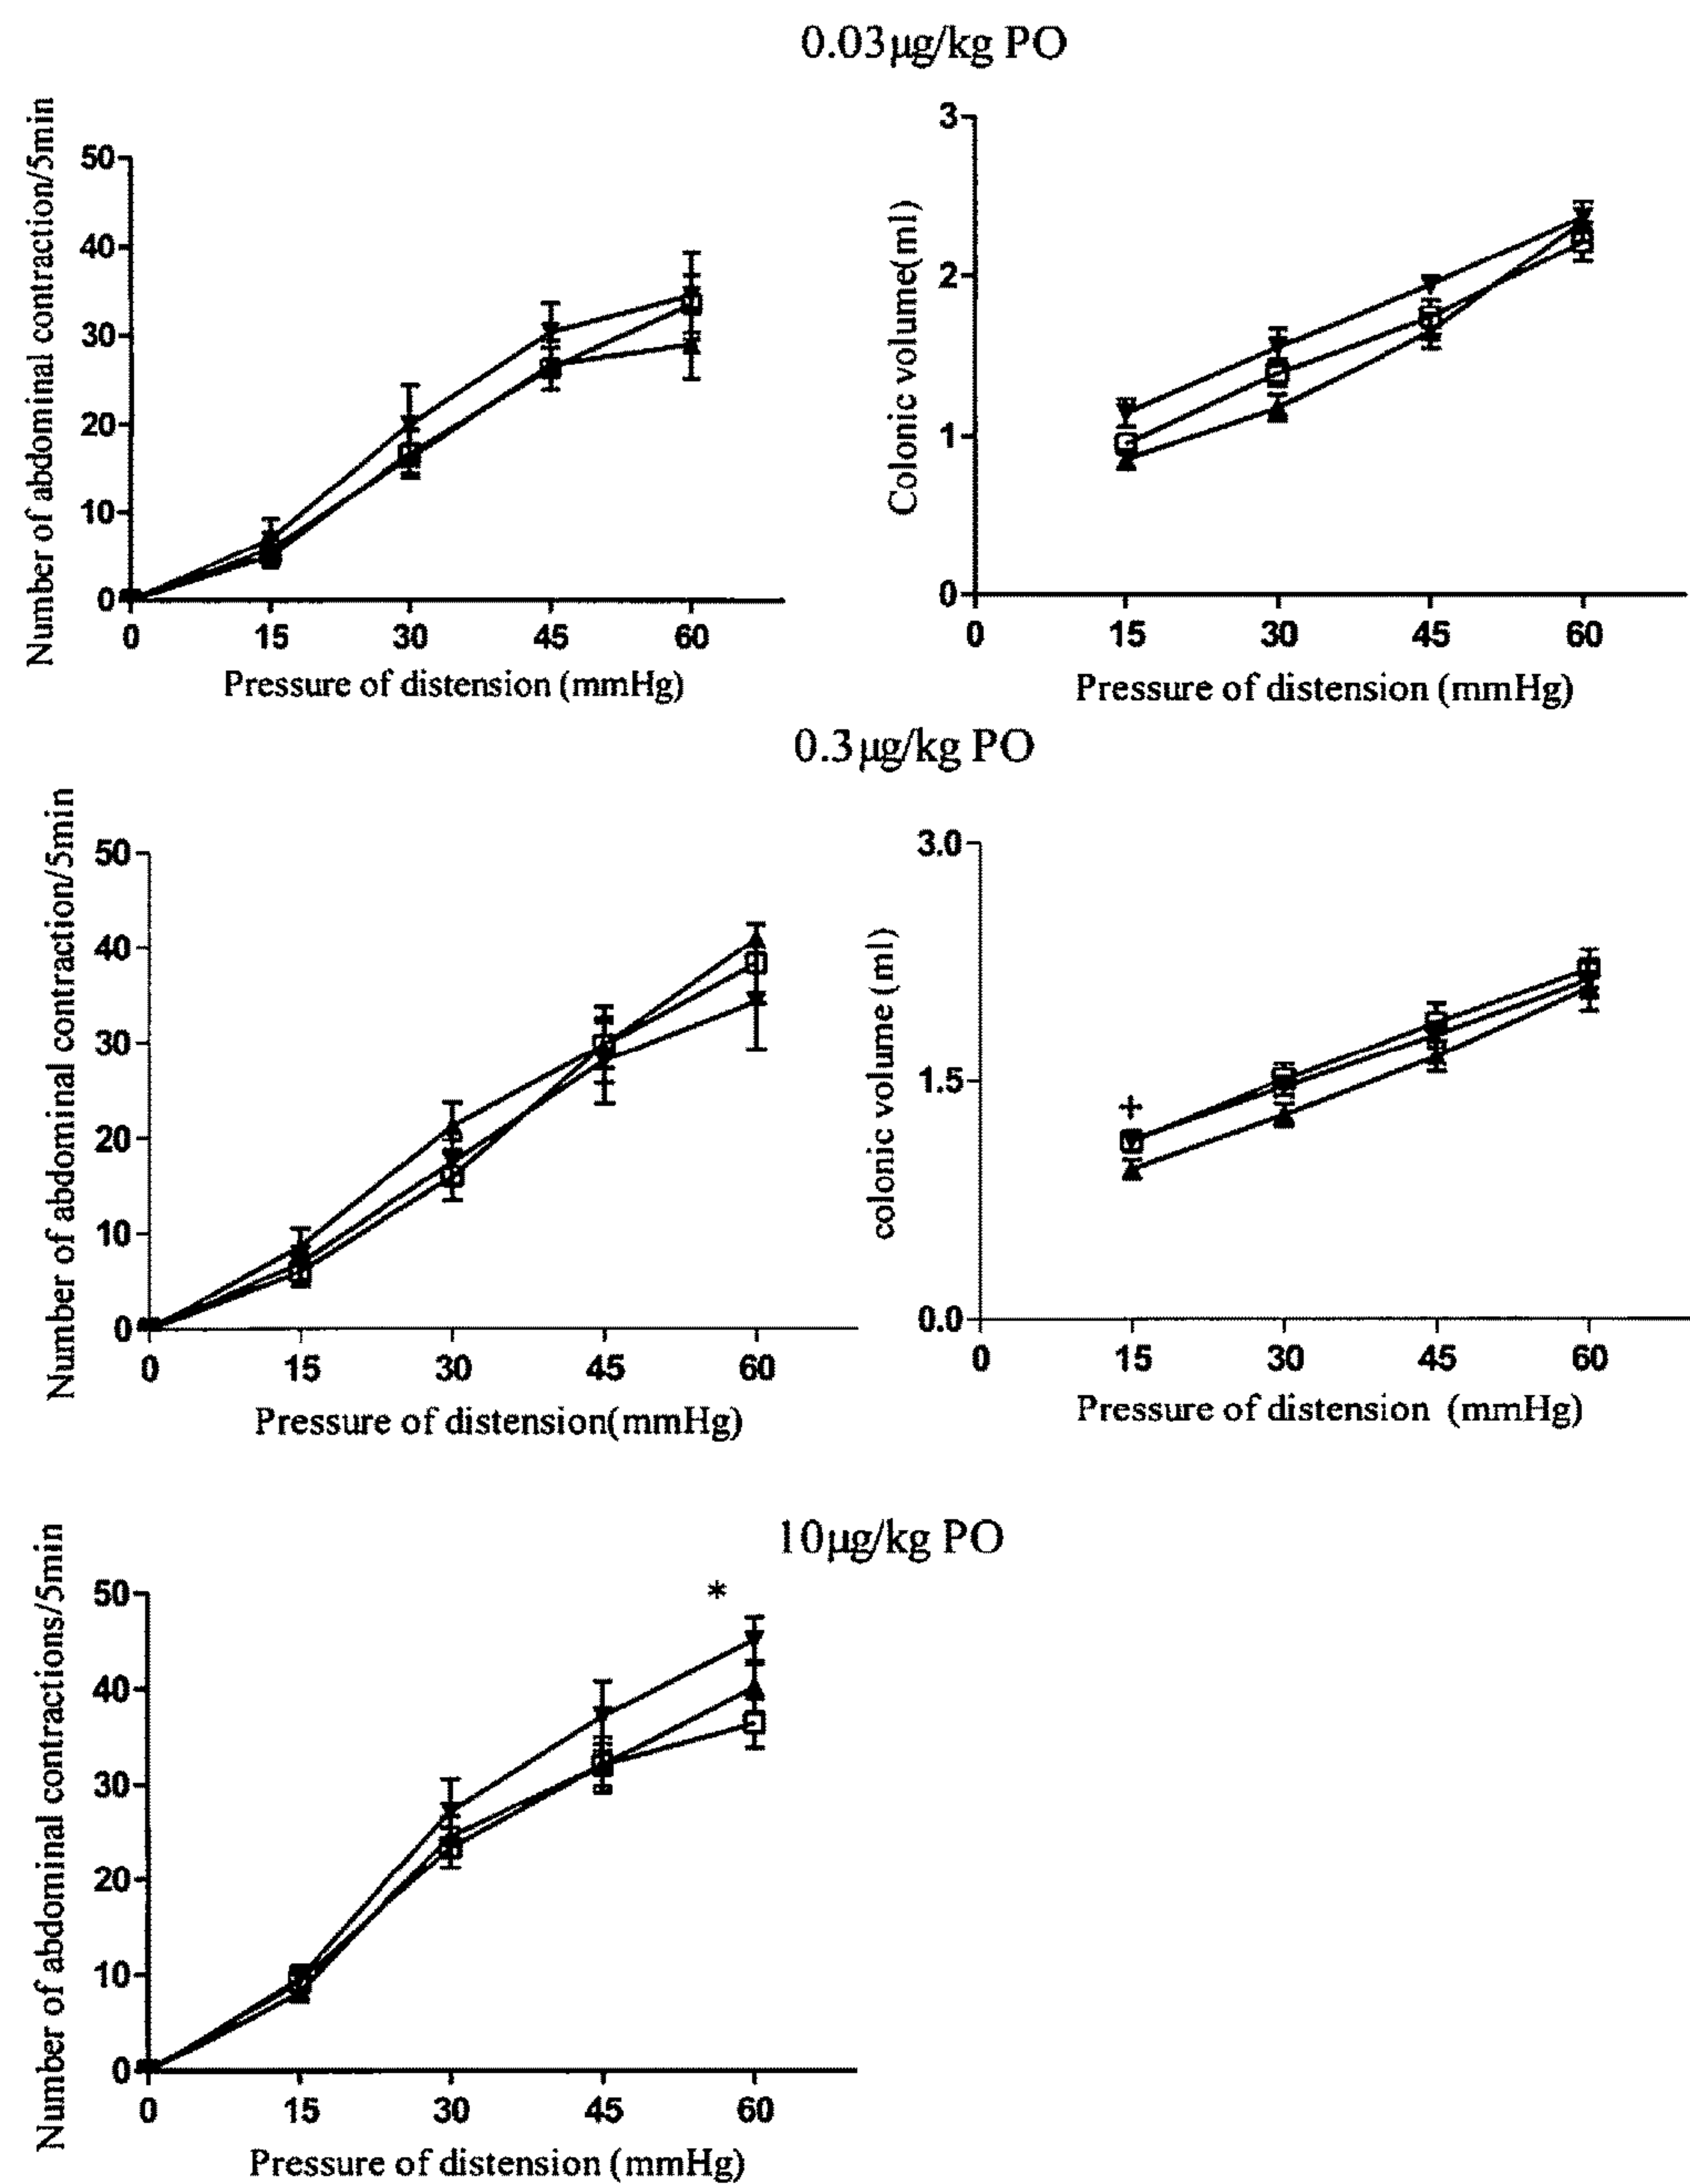 0.03μg/kg PO
Number of abdominal contraction/5min
50
40
30
20
10
0
0 15 30 45 60
Pressure of distension (mmHg)
Colonic volume(ml)
3
2
1
0
0 15 30 45 60
Pressure of distension (mmHg)
0.3μg/kg PO
Number of abdominal contraction/5min
50
40
30
20
10
0
0 15 30 45 60
Pressure of distension(mmHg)
colonic volume (ml)
3.0
1.5
0.0
+
0 15 30 45 60
Pressure of distension (mmHg)
10μg/kg PO
Number of abdominal contractions/5min
50
40
30
20
10
0
*
0 15 30 45 60
Pressure of distension (mmHg)